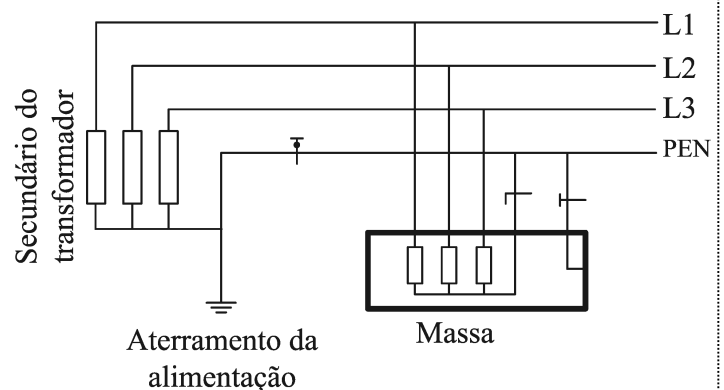 L1
L2
L3
PEN
Secundário do
transformador
Aterramento da
alimentação
Massa